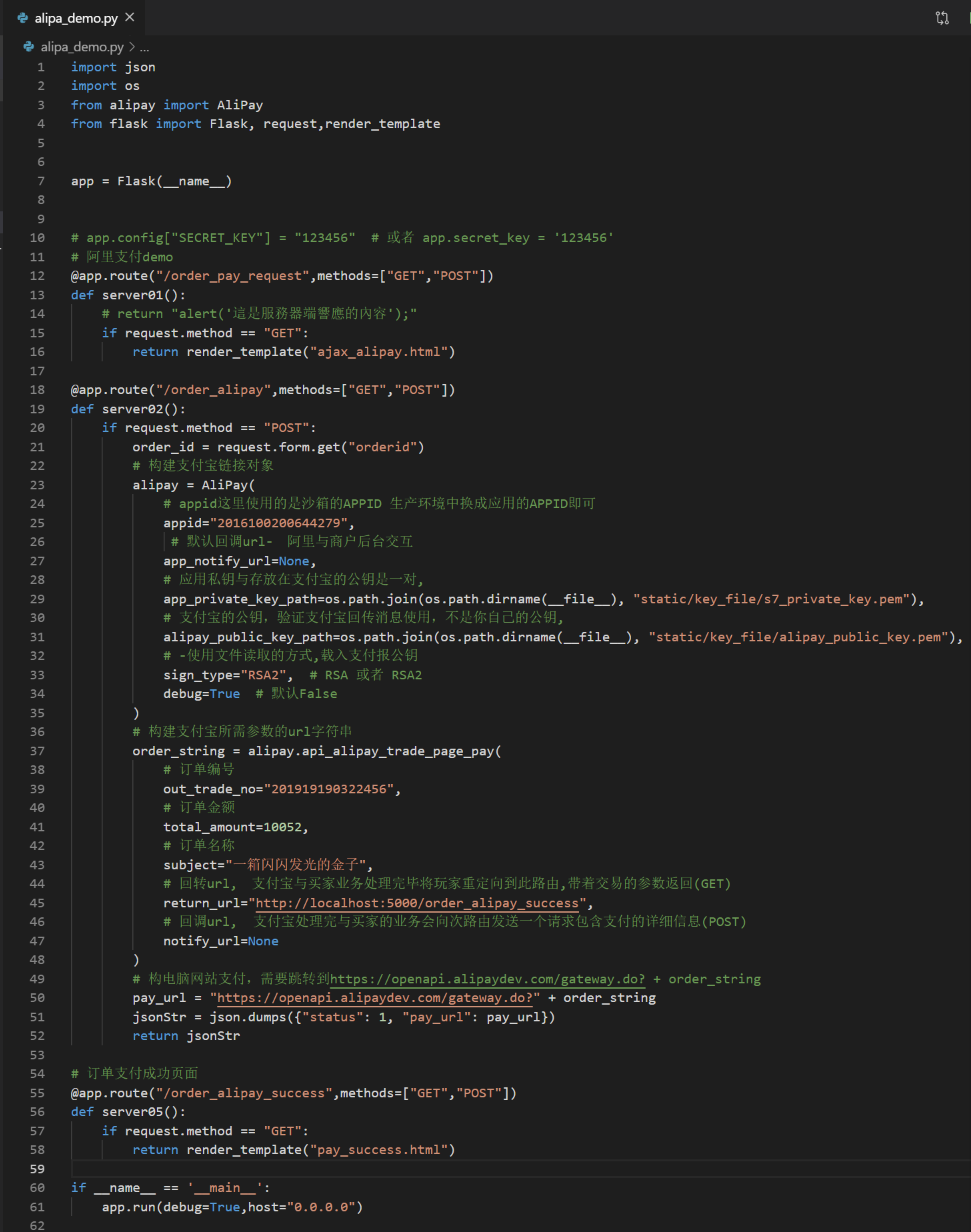 alipa_demo.py
alipa_demo.py > ...
1 import json
2 import os
3 from alipay import AliPay
4 from flask import Flask, request,render_template
5
6
7 app = Flask(__name__)
8
9
10 # app.config["SECRET_KEY"] = "123456"  # 或者 app.secret_key = '123456'
11 # 阿里支付demo
12 @app.route("/order_pay_request",methods=["GET","POST"])
13 def server01():
14     # return "alert('這是服務器端響應的內容');"
15     if request.method == "GET":
16         return render_template("ajax_alipay.html")
17
18 @app.route("/order_alipay",methods=["GET","POST"])
19 def server02():
20     if request.method == "POST":
21         order_id = request.form.get("orderid")
22         # 构建支付宝链接对象
23         alipay = AliPay(
24             # appid这里使用的是沙箱的APPID 生产环境中换成应用的APPID即可
25             appid="2016100200644279",
26              # 默认回调url-  阿里与商户后台交互
27             app_notify_url=None,
28             # 应用私钥与存放在支付宝的公钥是一对,
29             app_private_key_path=os.path.join(os.path.dirname(__file__), "static/key_file/s7_private_key.pem"),
30             # 支付宝的公钥，验证支付宝回传消息使用，不是你自己的公钥,
31             alipay_public_key_path=os.path.join(os.path.dirname(__file__), "static/key_file/alipay_public_key.pem"),
32             # -使用文件读取的方式,载入支付报公钥
33             sign_type="RSA2",  # RSA 或者 RSA2
34             debug=True  # 默认False
35         )
36         # 构建支付宝所需参数的url字符串
37         order_string = alipay.api_alipay_trade_page_pay(
38             # 订单编号
39             out_trade_no="201919190322456",
40             # 订单金额
41             total_amount=10052,
42             # 订单名称
43             subject="一箱闪闪发光的金子",
44             # 回转url,  支付宝与买家业务处理完毕将玩家重定向到此路由,带着交易的参数返回(GET)
45             return_url="http://localhost:5000/order_alipay_success",
46             # 回调url,  支付宝处理完与买家的业务会向次路由发送一个请求包含支付的详细信息(POST)
47             notify_url=None
48         )
49         # 构电脑网站支付，需要跳转到https://openapi.alipaydev.com/gateway.do? + order_string
50         pay_url = "https://openapi.alipaydev.com/gateway.do?" + order_string
51         jsonStr = json.dumps({"status": 1, "pay_url": pay_url})
52         return jsonStr
53
54 # 订单支付成功页面
55 @app.route("/order_alipay_success",methods=["GET","POST"])
56 def server05():
57     if request.method == "GET":
58         return render_template("pay_success.html")
59
60 if __name__ == '__main__':
61     app.run(debug=True,host="0.0.0.0")
62